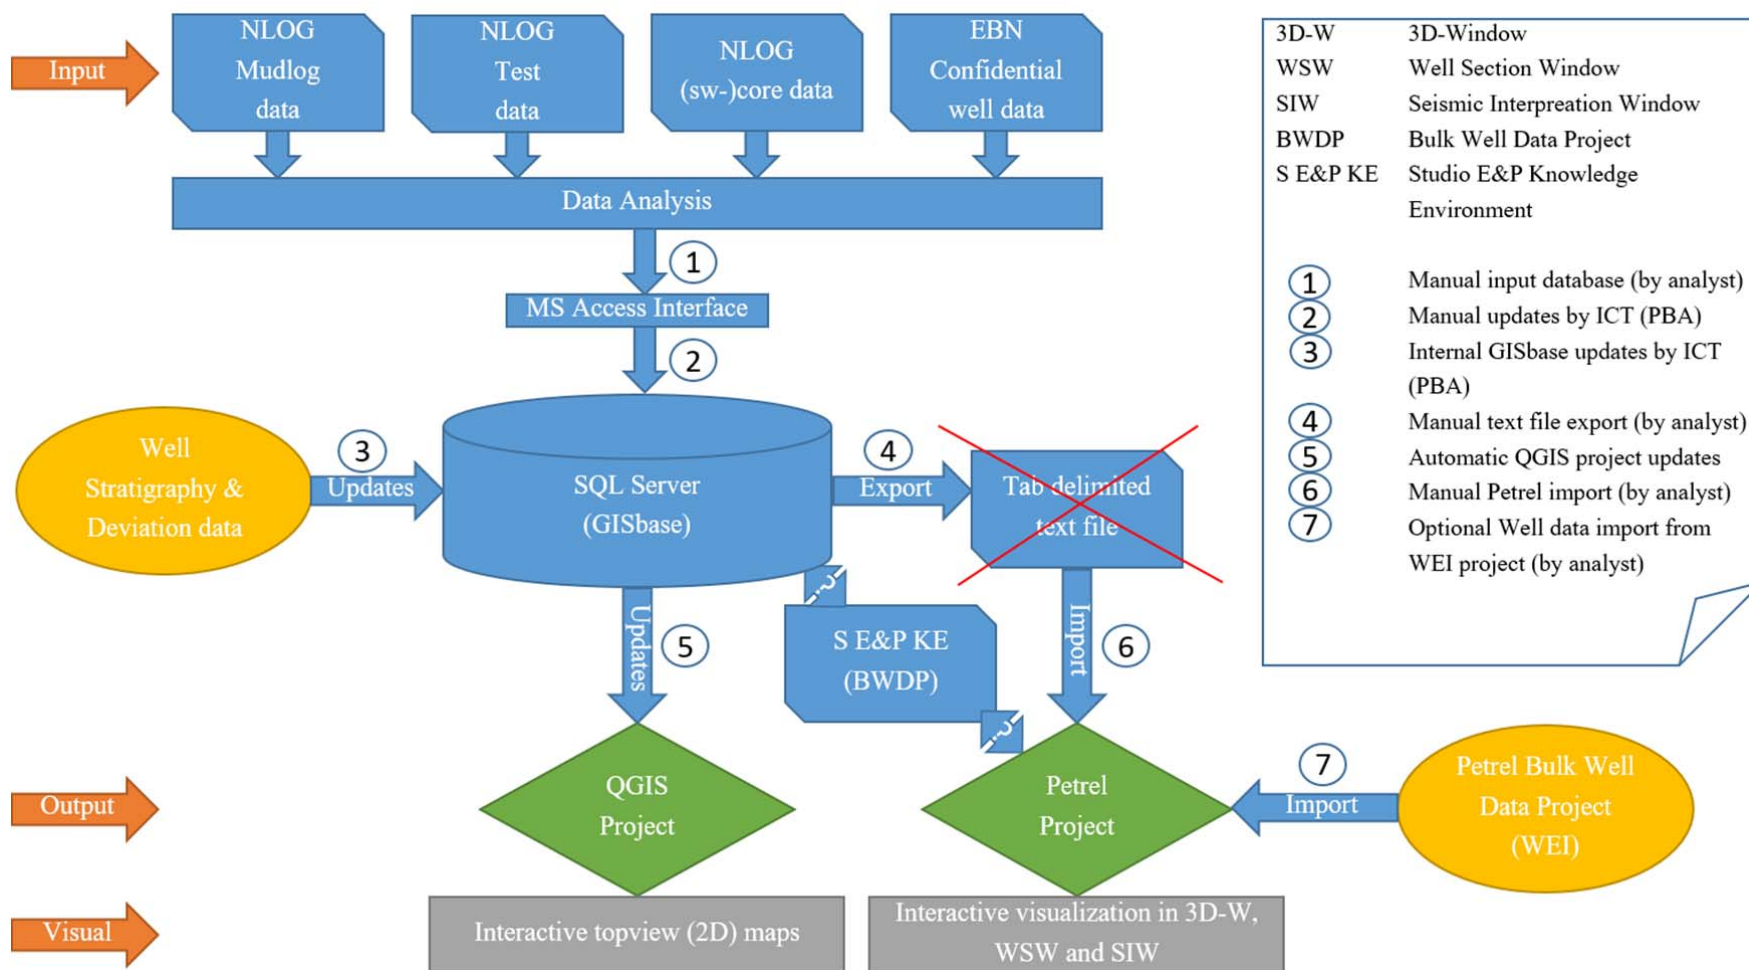 Input
NLOG
Mudlog
data
NLOG
Test
data
NLOG
(sw-)core data
EBN
Confidential
well data
Data Analysis
1
MS Access Interface
2
Well
Stratigraphy &
Deviation data
3
Updates
SQL Server
(GISbase)
4
Export
Tab delimited
text file
Updates
5
?
S E&P KE
(BWDP)
?
Import
6
Output
QGIS
Project
Petrel
Project
7
Import
Petrel Bulk Well
Data Project
(WEI)
Visual
Interactive topview (2D) maps
Interactive visualization in 3D-W,
WSW and SIW
3D-W 3D-Window
WSW Well Section Window
SIW Seismic Interpreation Window
BWDP Bulk Well Data Project
S E&P KE Studio E&P Knowledge
Environment
1 Manual input database (by analyst)
2 Manual updates by ICT (PBA)
3 Internal GISbase updates by ICT
(PBA)
4 Manual text file export (by analyst)
5 Automatic QGIS project updates
6 Manual Petrel import (by analyst)
7 Optional Well data import from
WEI project (by analyst)